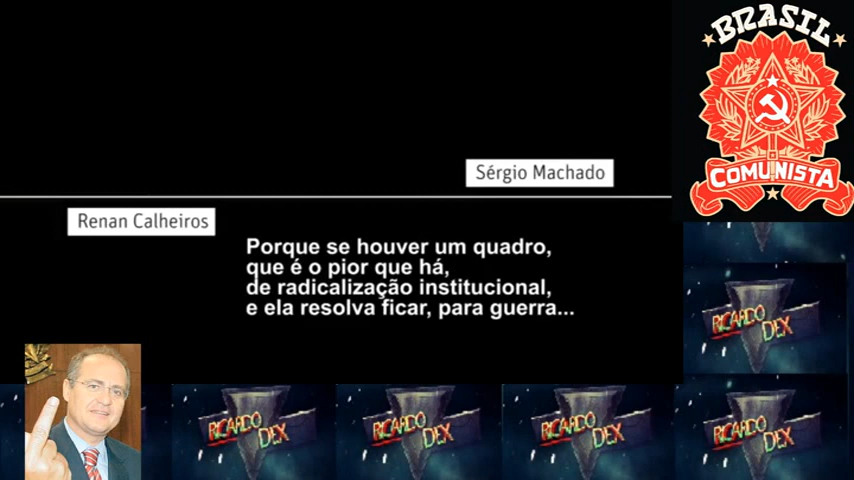 BRASIL
COMUNISTA
Sérgio Machado
Renan Calheiros
Porque se houver um quadro,
que é o pior que há,
de radicalização institucional,
e ela resolva ficar, para guerra...
RICARDO
DEX
RICARDO
DEX
RICARDO
DEX
RICARDO
DEX
RICARDO
DEX